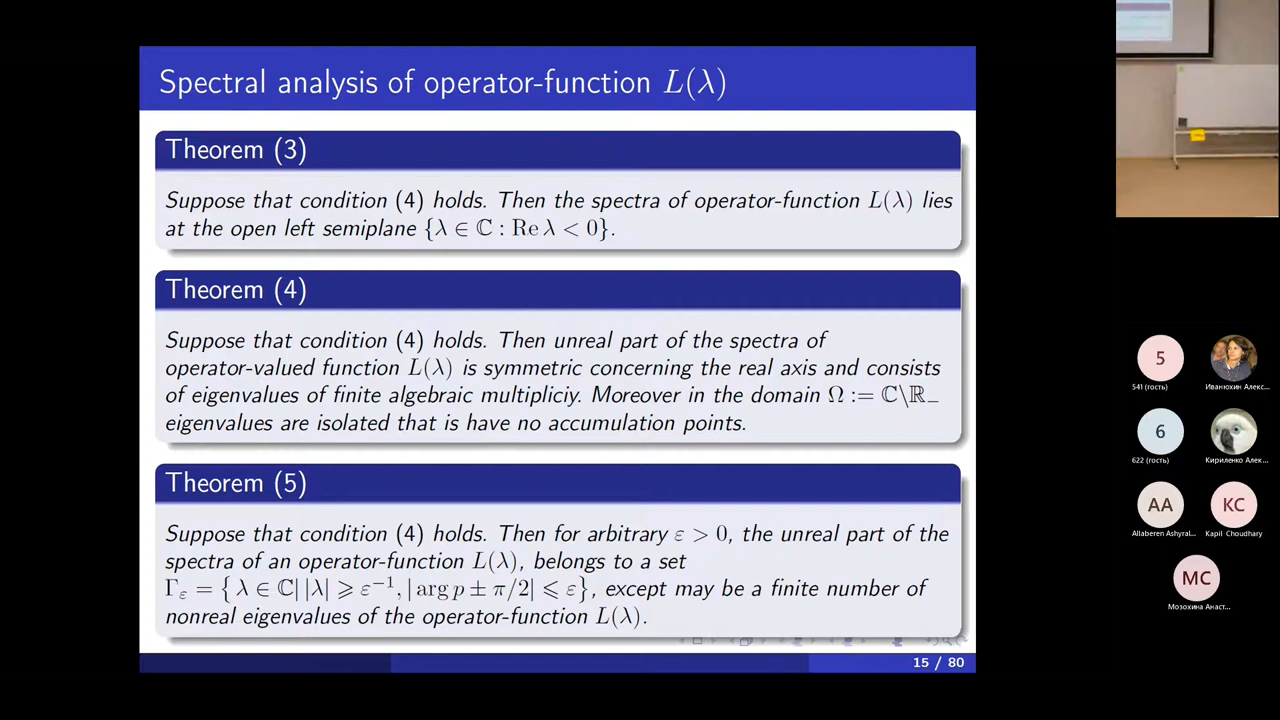 Spectral analysis of operator-function L(λ)
Theorem (3)
Suppose that condition (4) holds. Then the spectra of operator-function L(λ) lies
at the open left semiplane {λ ∈ ℂ : Re λ < 0}.
Theorem (4)
Suppose that condition (4) holds. Then unreal part of the spectra of
operator-valued function L(λ) is symmetric concerning the real axis and consists
of eigenvalues of finite algebraic multipliciy. Moreover in the domain Ω := ℂ\ℝ₋
eigenvalues are isolated that is have no accumulation points.
Theorem (5)
Suppose that condition (4) holds. Then for arbitrary ε > 0, the unreal part of the
spectra of an operator-function L(λ), belongs to a set
Γ_ε = {λ ∈ ℂ| |λ| ⩾ ε⁻¹, | arg p ± π/2| ⩽ ε}, except may be a finite number of
nonreal eigenvalues of the operator-function L(λ).
15 / 80
5
541 (гость)
Иванюхин Алекс...
6
622 (гость)
Кириленко Алек...
AA
Allaberen Ashyral...
KC
Kapil Choudhary
MC
Мозохина Анаст...